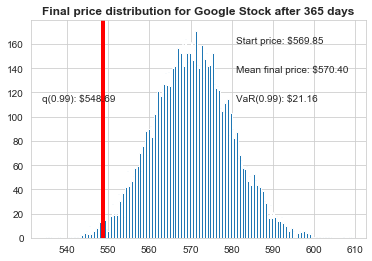 Final price distribution for Google Stock after 365 days
160
140
120
100
80
60
40
20
0
Start price: $569.85
Mean final price: $570.40
q(0.99): $548.69
VaR(0.99): $21.16
540 550 560 570 580 590 600 610